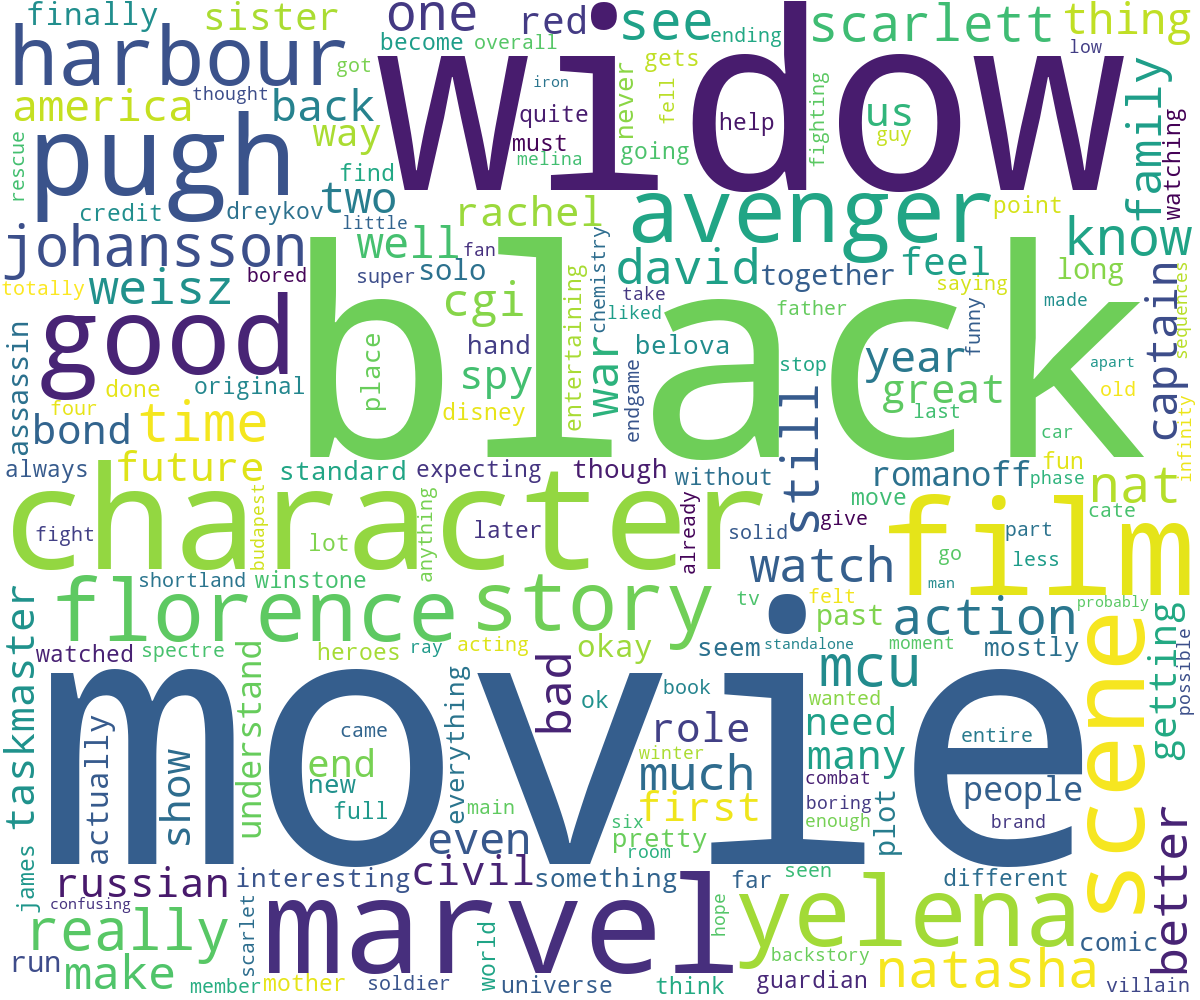 finally
sister
one
red
see
ending
scarlett
thing
harbour
become
overall
widow
low
got
iron
gets
america
thought
back
quite
never
fell
help
fighting
us
guy
family
watching
pugh
way
must
melina
going
rescue
find
two
credit
dreykov
little
rachel
avenger
point
johansson
well
fan
know
bored
super
solo
chemistry
david
together
feel
long
totally
weisz
cgi
entertaining
take
liked
father
saying
made
captain
sequences
good
black
hand
war
belova
year
funny
assassin
original
place
spy
endgame
stop
great
apart
done
four
disney
last
old
infinity
bond
time
car
always
future
standard
expecting
though
still
without
romanoff
phase
fun
nat
character
move
cate
film
fight
budapest
lot
anything
later
already
solid
give
part
go
less
shortland
winstone
watch
man
taskmaster
florence
story
tv
felt
past
action
probably
watched
spectre
heroes
ray
acting
okay
seem
standalone
moment
mostly
scene
getting
possible
movie
understand
everything
bad
ok
book
mcu
wanted
need
role
actually
show
came
end
new
full
winter
much
many
entire
combat
people
main
first
six
boring
enough
plot
brand
better
even
pretty
room
james
russian
interesting
civil
something
far
seen
different
confusing
really
scarlet
marvel
hope
yelena
comic
run
make
world
backstory
member
mother
soldier
universe
think
guardian
natasha
villain